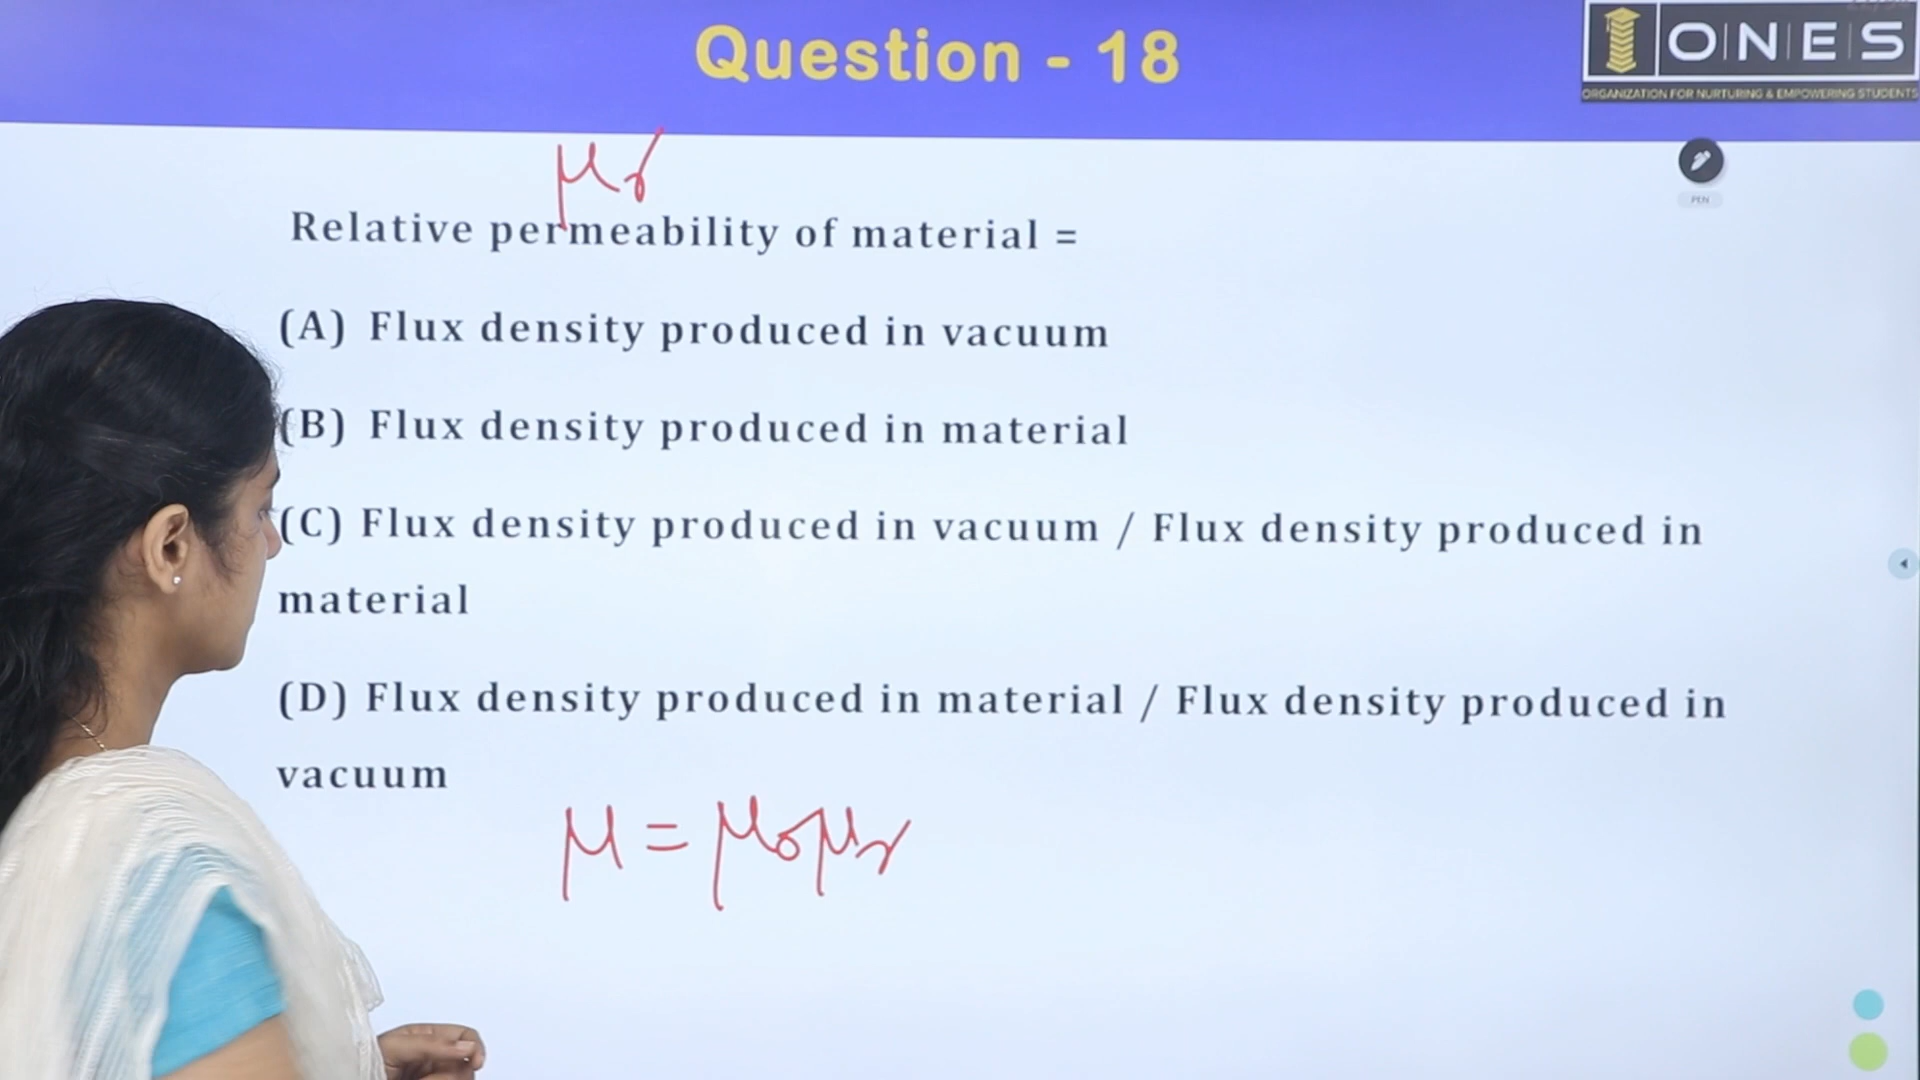 Question - 18
ONES
ORGANIZATION FOR NURTURING & EMPOWERING STUDENTS
μr
PEN
Relative permeability of material =
(A) Flux density produced in vacuum
(B) Flux density produced in material
(C) Flux density produced in vacuum / Flux density produced in
material
(D) Flux density produced in material / Flux density produced in
vacuum
μ = μ₀μr